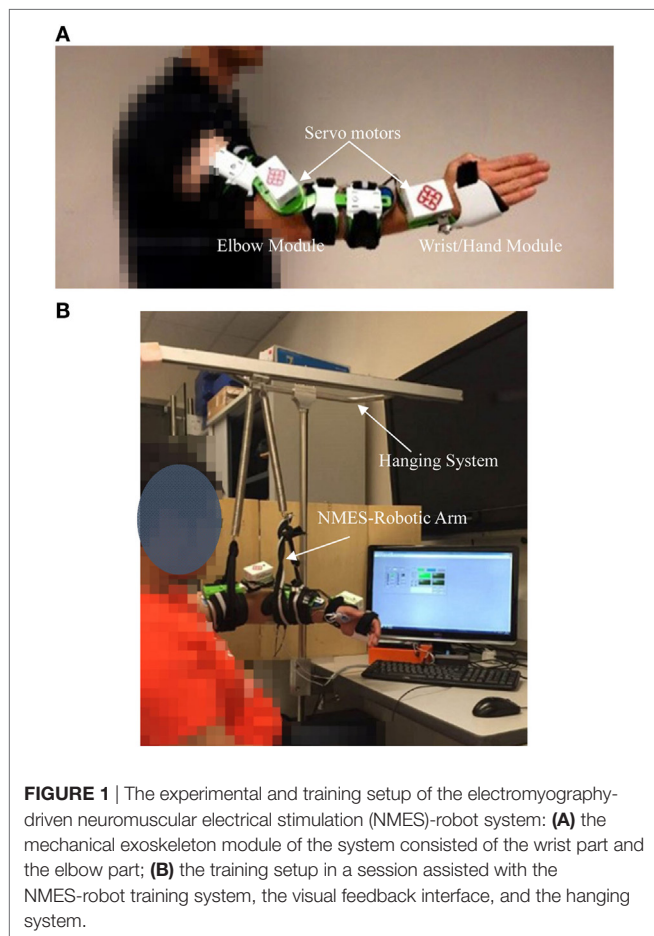 A
Servo motors
Elbow Module
Wrist/Hand Module
B
Hanging System
NMES-Robotic Arm
FIGURE 1 | The experimental and training setup of the electromyography-
driven neuromuscular electrical stimulation (NMES)-robot system: (A) the
mechanical exoskeleton module of the system consisted of the wrist part and
the elbow part; (B) the training setup in a session assisted with the
NMES-robot training system, the visual feedback interface, and the hanging
system.